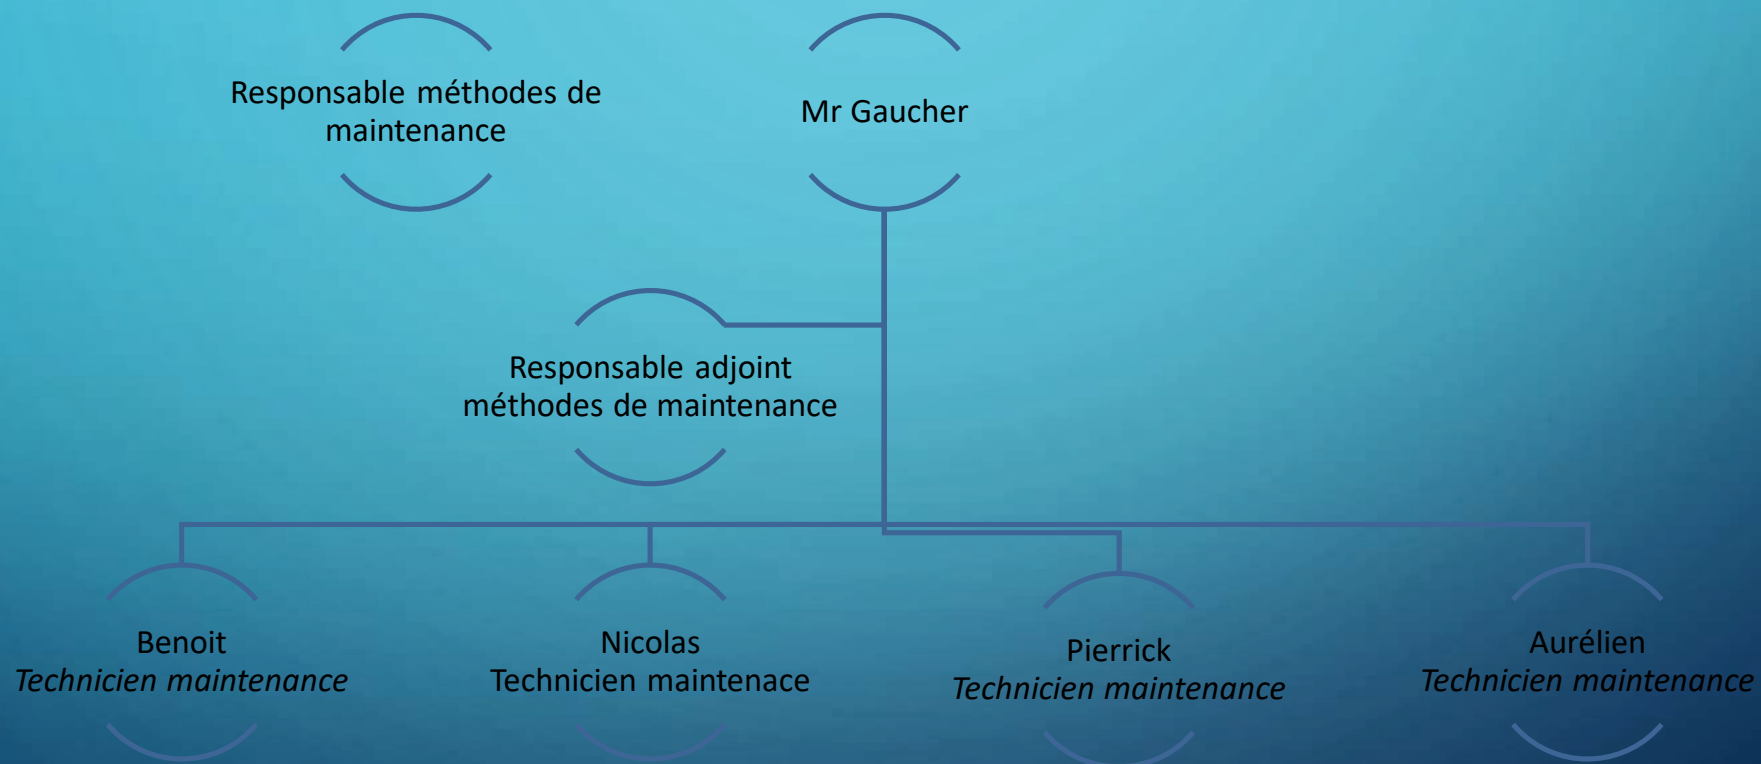 Responsable méthodes de
maintenance
Mr Gaucher
Responsable adjoint
méthodes de maintenance
Benoit
Technicien maintenance
Nicolas
Technicien maintenace
Pierrick
Technicien maintenance
Aurélien
Technicien maintenance